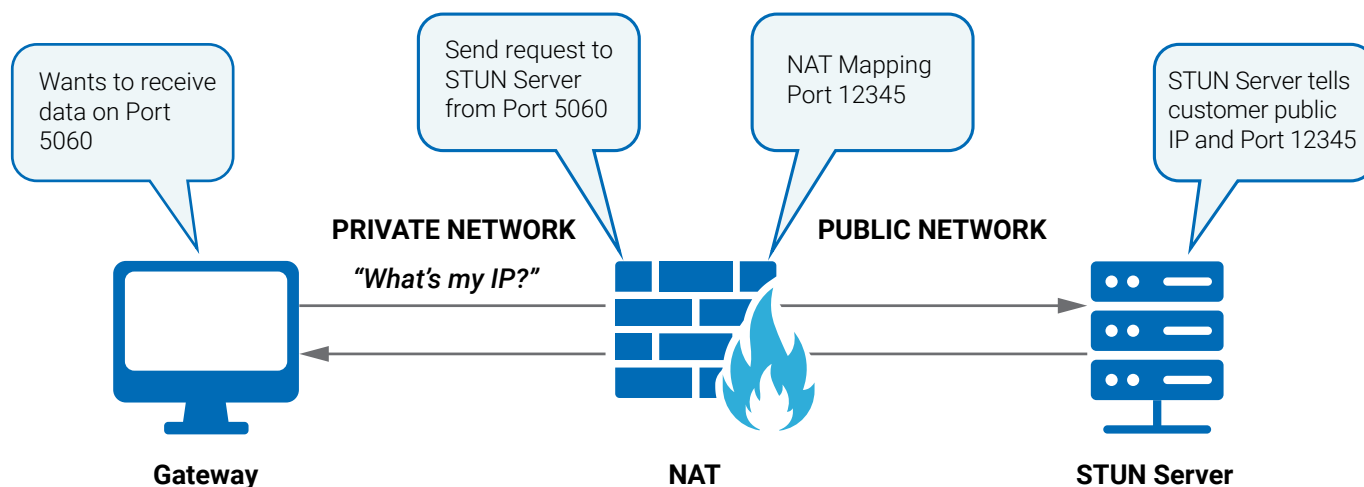 Wants to receive
data on Port
5060
Send request to
STUN Server
from Port 5060
NAT Mapping
Port 12345
STUN Server tells
customer public
IP and Port 12345
PRIVATE NETWORK
PUBLIC NETWORK
“What’s my IP?”
Gateway
NAT
STUN Server